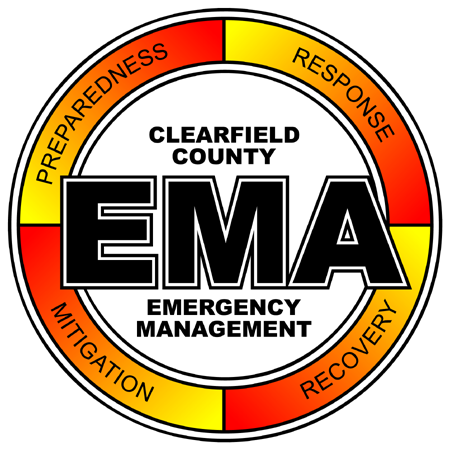 PREPAREDNESS
RESPONSE
CLEARFIELD
COUNTY
EMA
EMERGENCY
MANAGEMENT
MITIGATION
RECOVERY